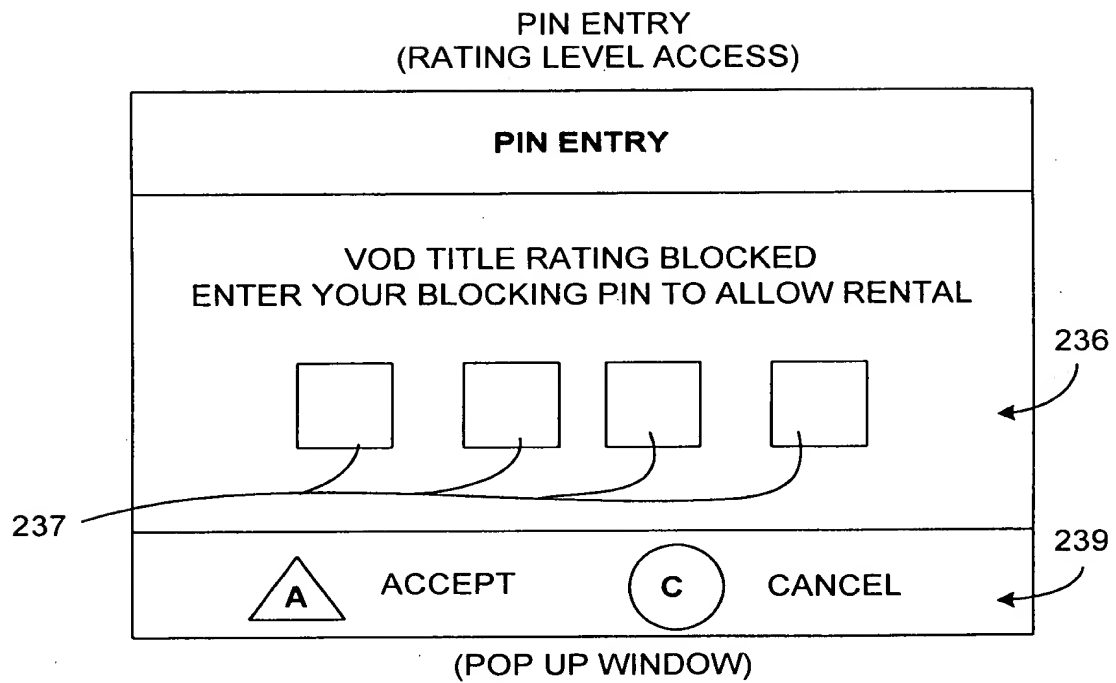 PIN ENTRY
(RATING LEVEL ACCESS)
PIN ENTRY
VOD TITLE RATING BLOCKED
ENTER YOUR BLOCKING PIN TO ALLOW RENTAL
236
237
239
A ACCEPT C CANCEL
(POP UP WINDOW)